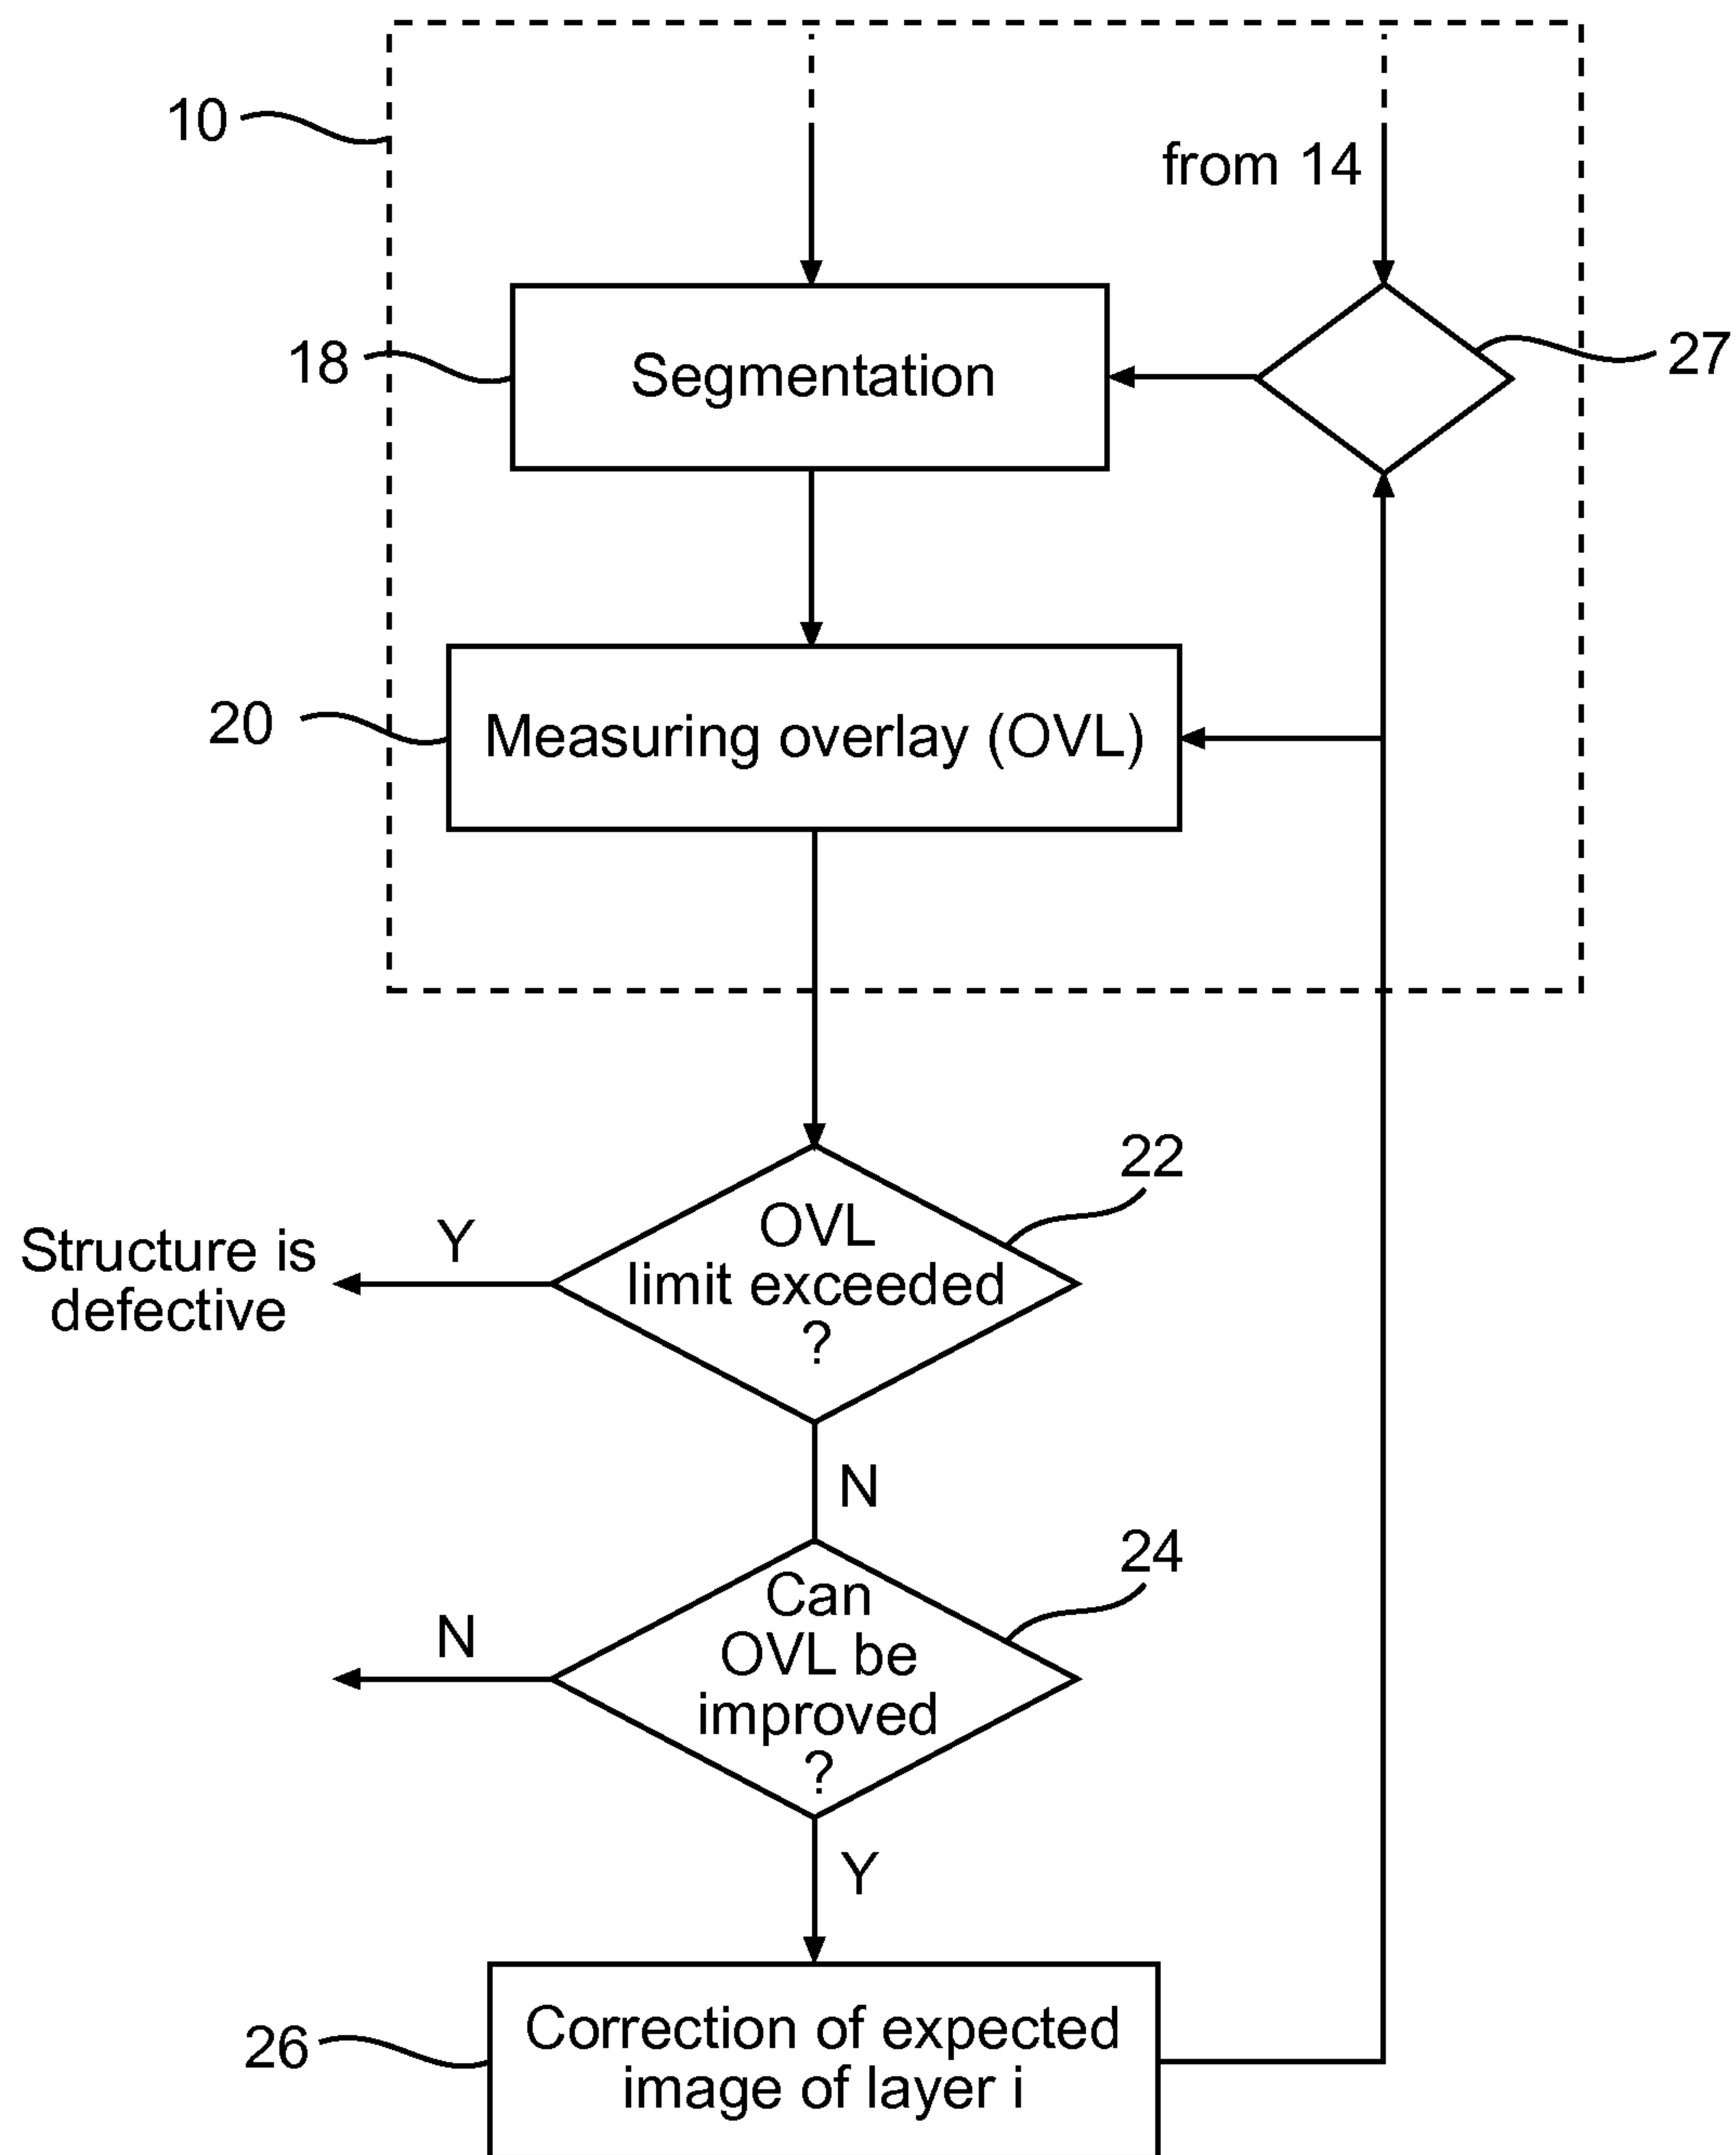 10
from 14
18
Segmentation
27
20
Measuring overlay (OVL)
22
OVL
limit exceeded
?
Y
Structure is
defective
N
24
Can
OVL be
improved
?
N
Y
26
Correction of expected
image of layer i